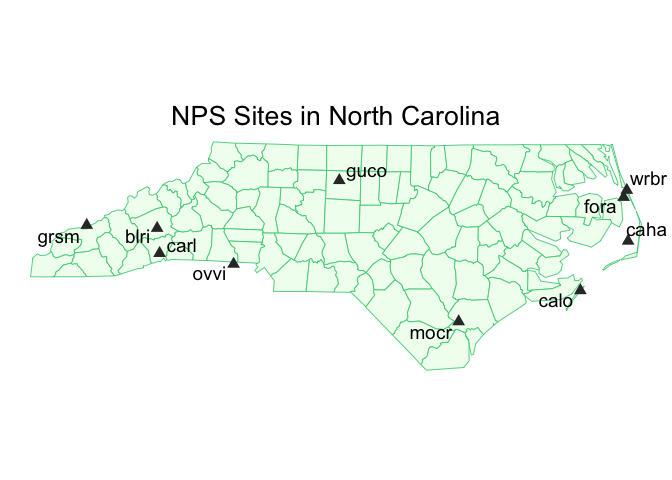 NPS Sites in North Carolina
guco
wrbr
fora
grsm
blri
caha
carl
ovvi
calo
mocr